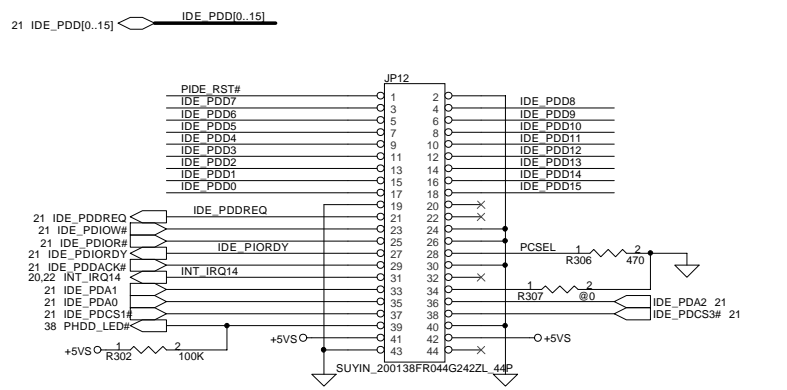 IDE_PDD[0..15]
21 IDE_PDD[0..15]
JP12
PIDE_RST# 1 2
IDE_PDD7 3 4 IDE_PDD8
IDE_PDD6 5 6 IDE_PDD9
IDE_PDD5 7 8 IDE_PDD10
IDE_PDD4 9 10 IDE_PDD11
IDE_PDD3 11 12 IDE_PDD12
IDE_PDD2 13 14 IDE_PDD13
IDE_PDD1 15 16 IDE_PDD14
IDE_PDD0 17 18 IDE_PDD15
19 20
21 IDE_PDDREQ IDE_PDDREQ 21 22
21 IDE_PDIOW# 23 24
21 IDE_PDIOR# 25 26
21 IDE_PDIORDY IDE_PIORDY 27 28 PCSEL 1 2
R306 470
21 IDE_PDDACK# 29 30
20,22 INT_IRQ14 INT_IRQ14 31 32
21 IDE_PDA1 33 34 1 2
R307 @0
21 IDE_PDA0 35 36 IDE_PDA2 21
21 IDE_PDCS1# 37 38 IDE_PDCS3# 21
38 PHDD_LED# 39 40
+5VS 41 42 +5VS
+5VS 1 2 43 44
R302 100K
SUYIN_200138FR044G242ZL_44P